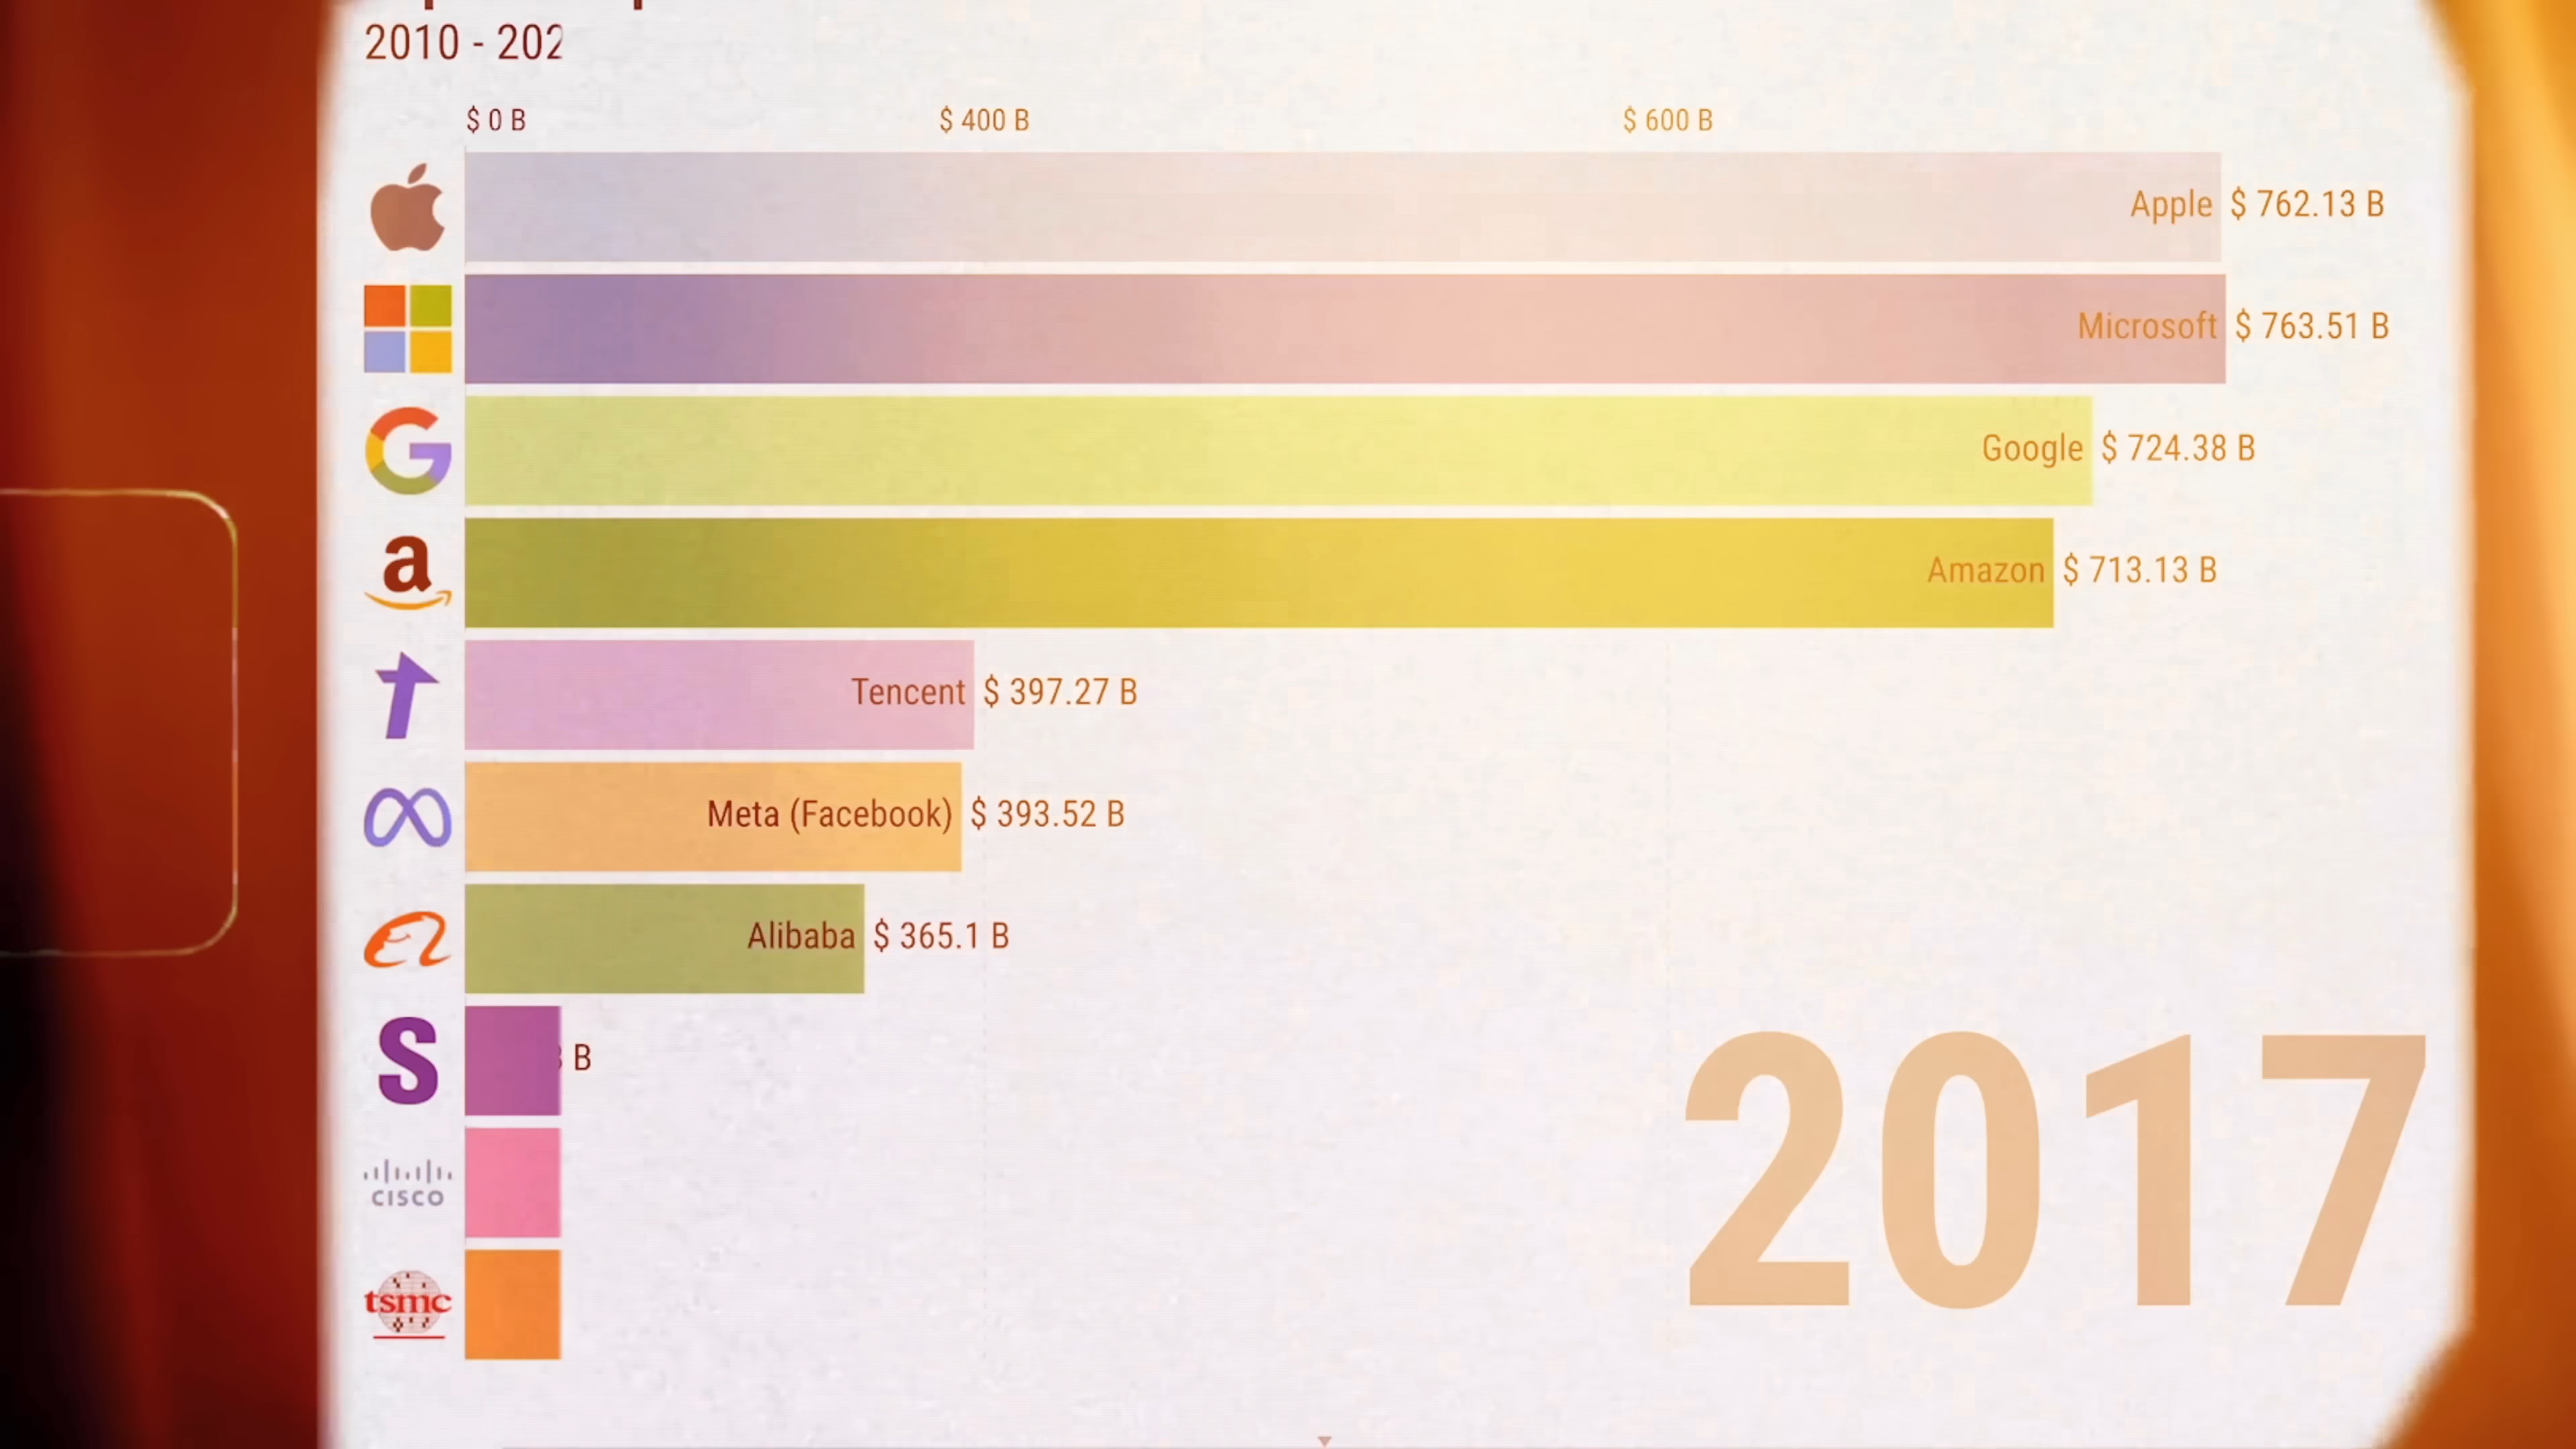 2010 - 202
$ 0 B $ 400 B $ 600 B
Apple $ 762.13 B
Microsoft $ 763.51 B
Google $ 724.38 B
a Amazon $ 713.13 B
Tencent $ 397.27 B
Meta (Facebook) $ 393.52 B
Alibaba $ 365.1 B
S B
CISCO
tsmc
2017